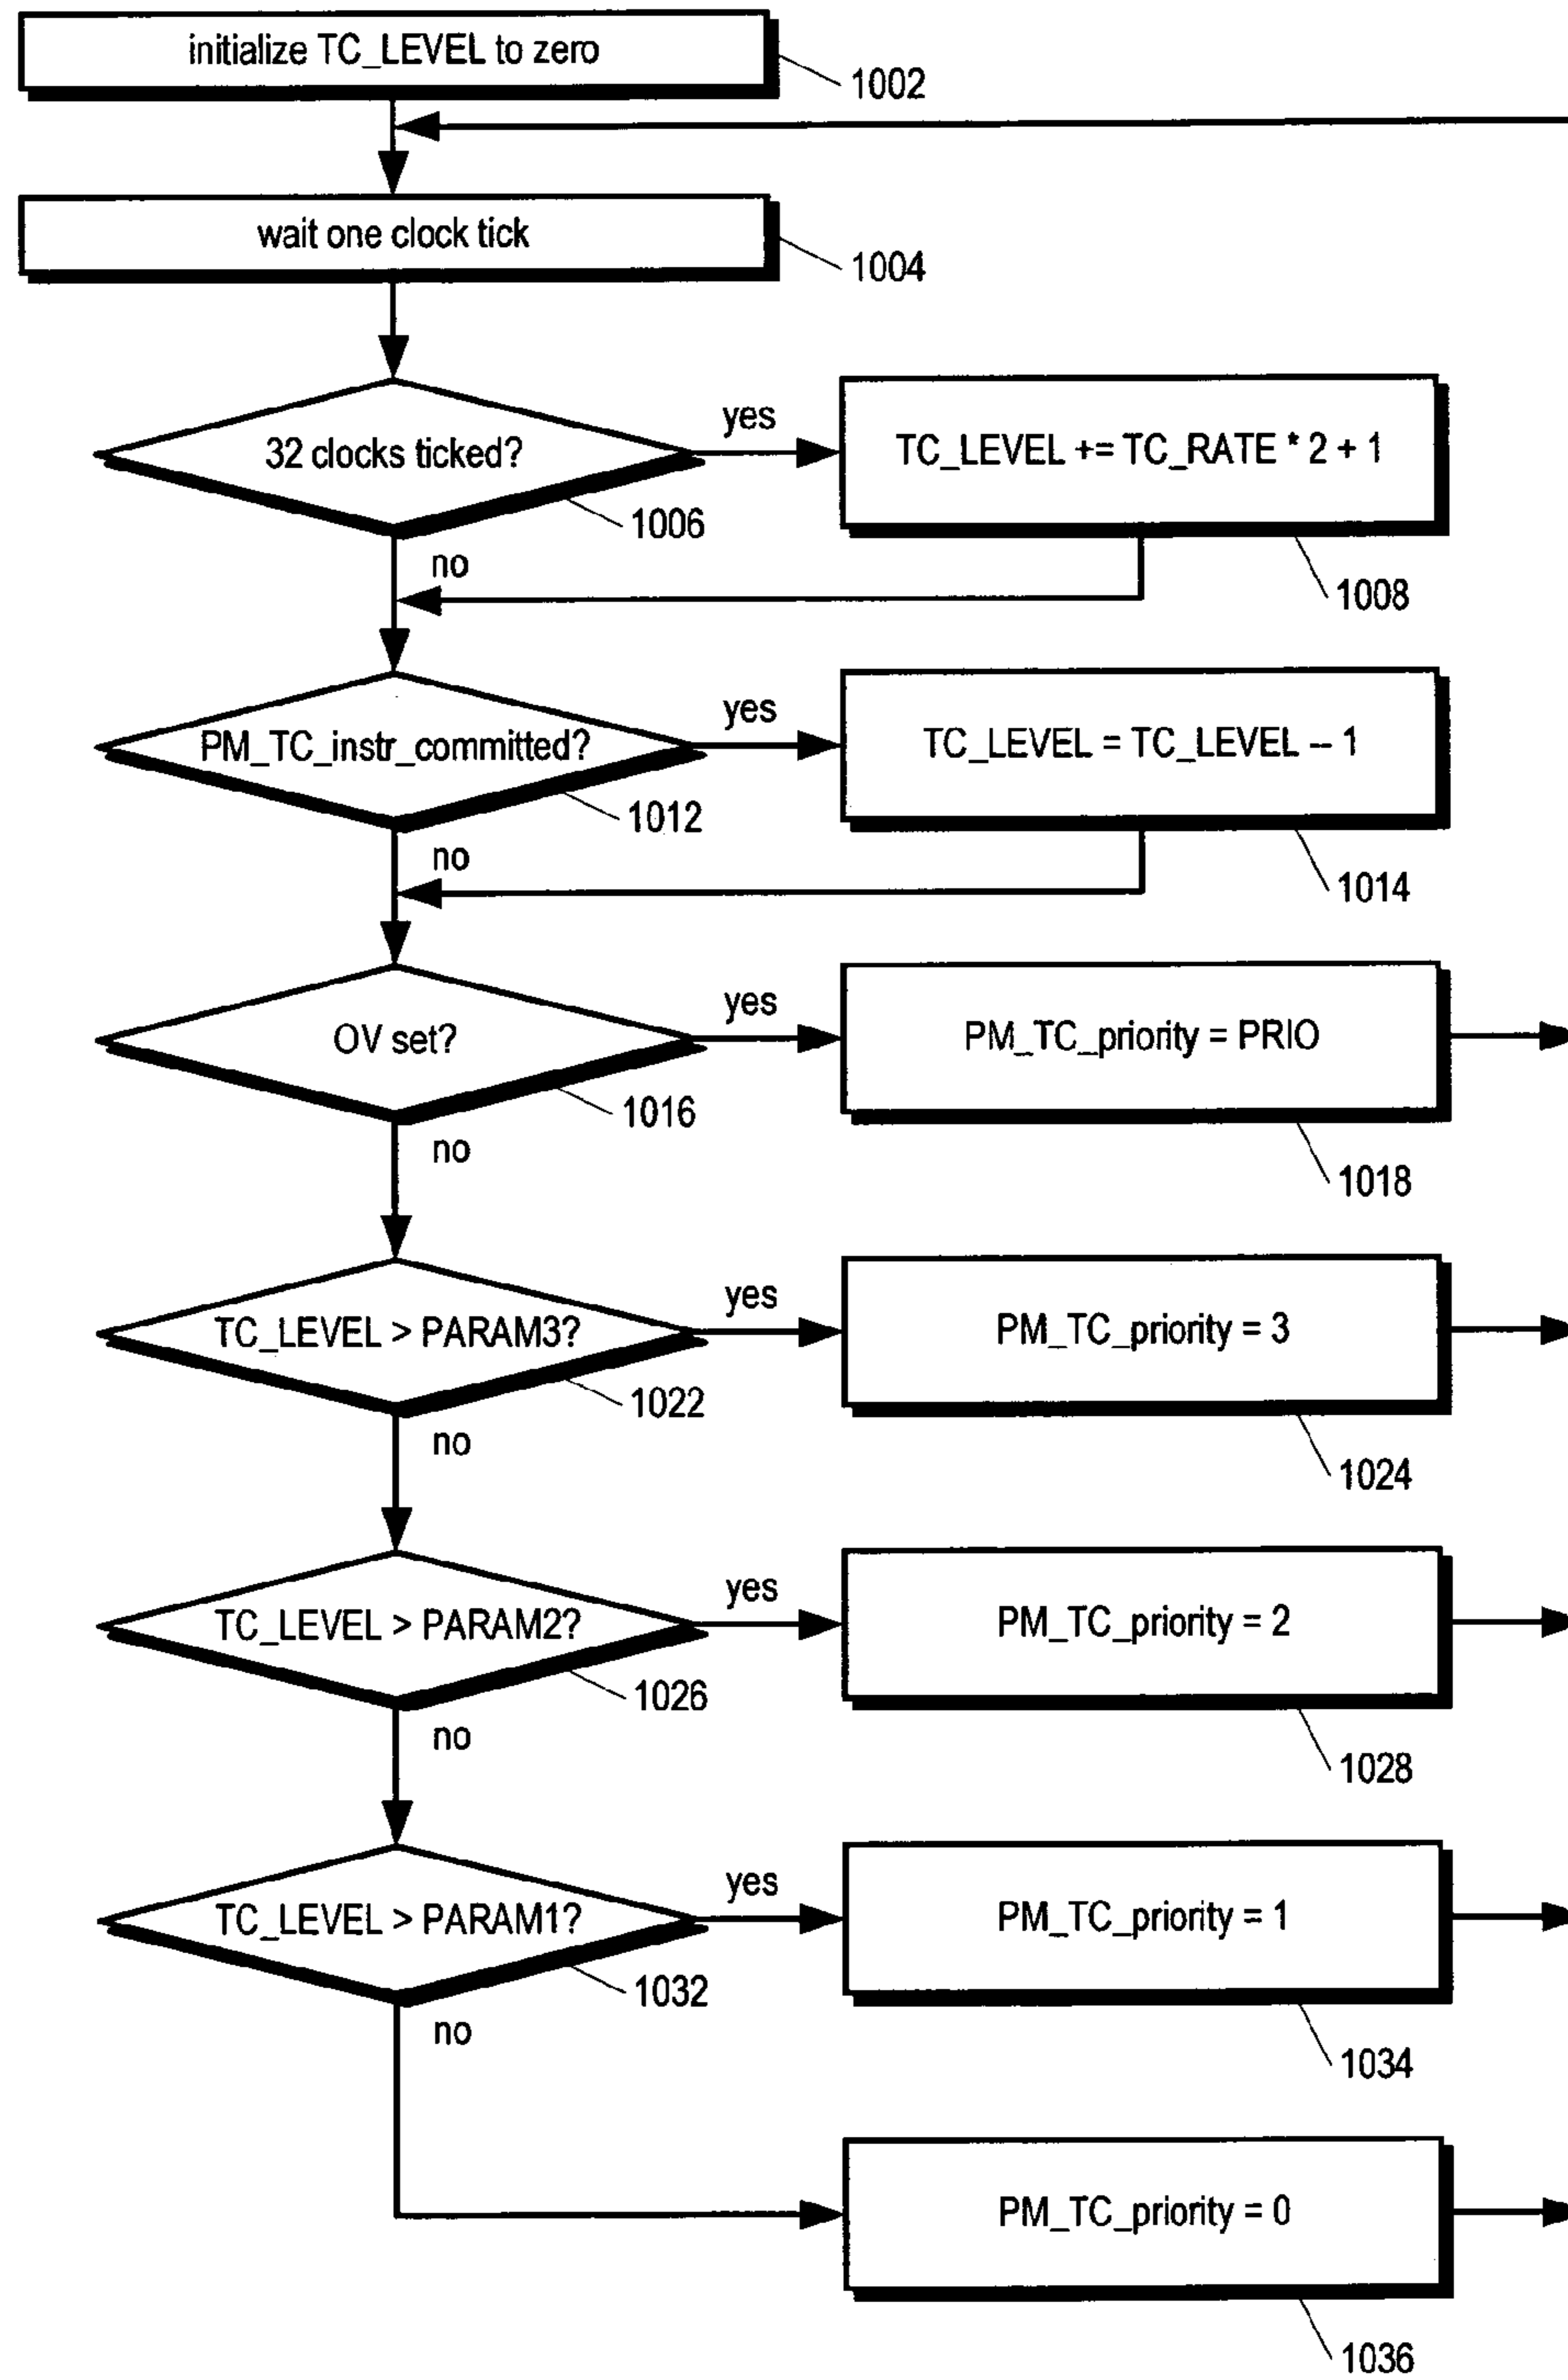 initialize TC_LEVEL to zero
1002
wait one clock tick
1004
32 clocks ticked?
yes
TC_LEVEL += TC_RATE * 2 + 1
1006
no
1008
PM_TC_instr_committed?
yes
TC_LEVEL = TC_LEVEL – 1
1012
no
1014
OV set?
yes
PM_TC_priority = PRIO
1016
no
1018
TC_LEVEL > PARAM3?
yes
PM_TC_priority = 3
1022
no
1024
TC_LEVEL > PARAM2?
yes
PM_TC_priority = 2
1026
no
1028
TC_LEVEL > PARAM1?
yes
PM_TC_priority = 1
1032
no
1034
PM_TC_priority = 0
1036